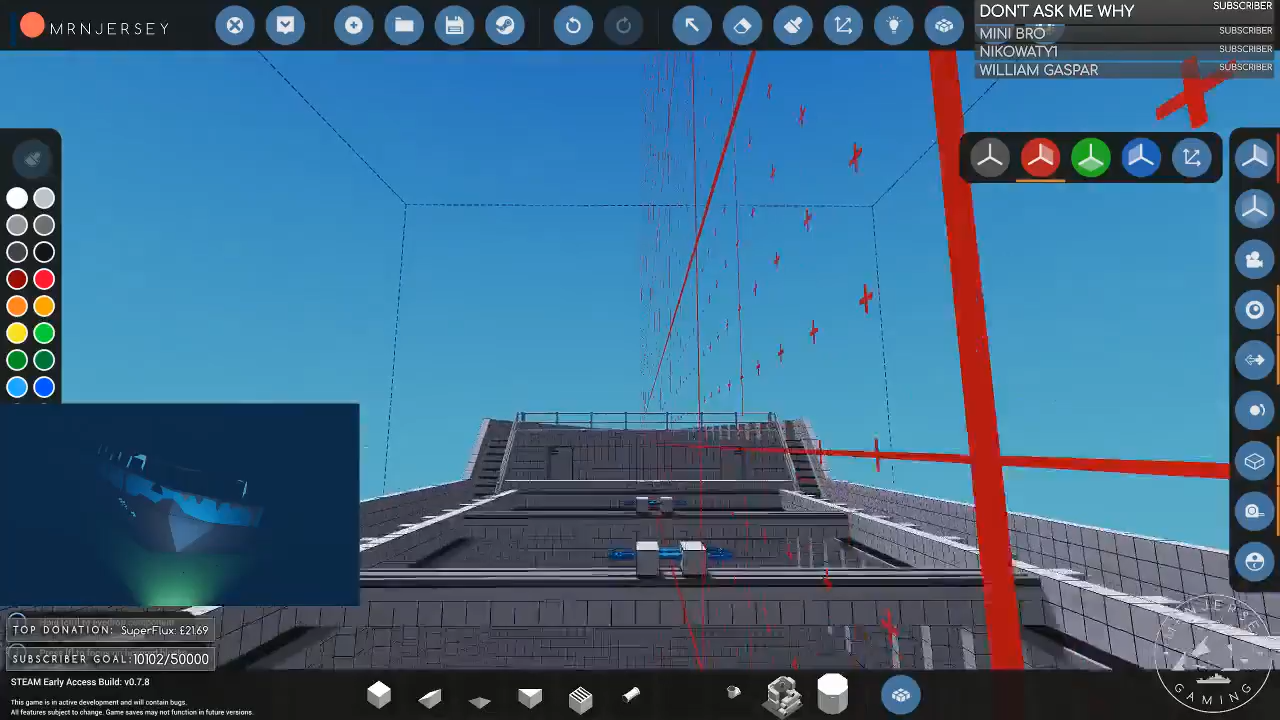 MRNJERSEY
DON'T ASK ME WHY SUBSCRIBER
MINI BRO SUBSCRIBER
NIKOWATY1 SUBSCRIBER
WILLIAM GASPAR SUBSCRIBER
TOP DONATION: SuperFlux: £21.69
SUBSCRIBER GOAL: 10102/50000
STEAM Early Access Build: v0.7.8
This game is in active development and will contain bugs.
All features subject to change. Game saves may not function in future versions.
MRNJERSEY
GAMING